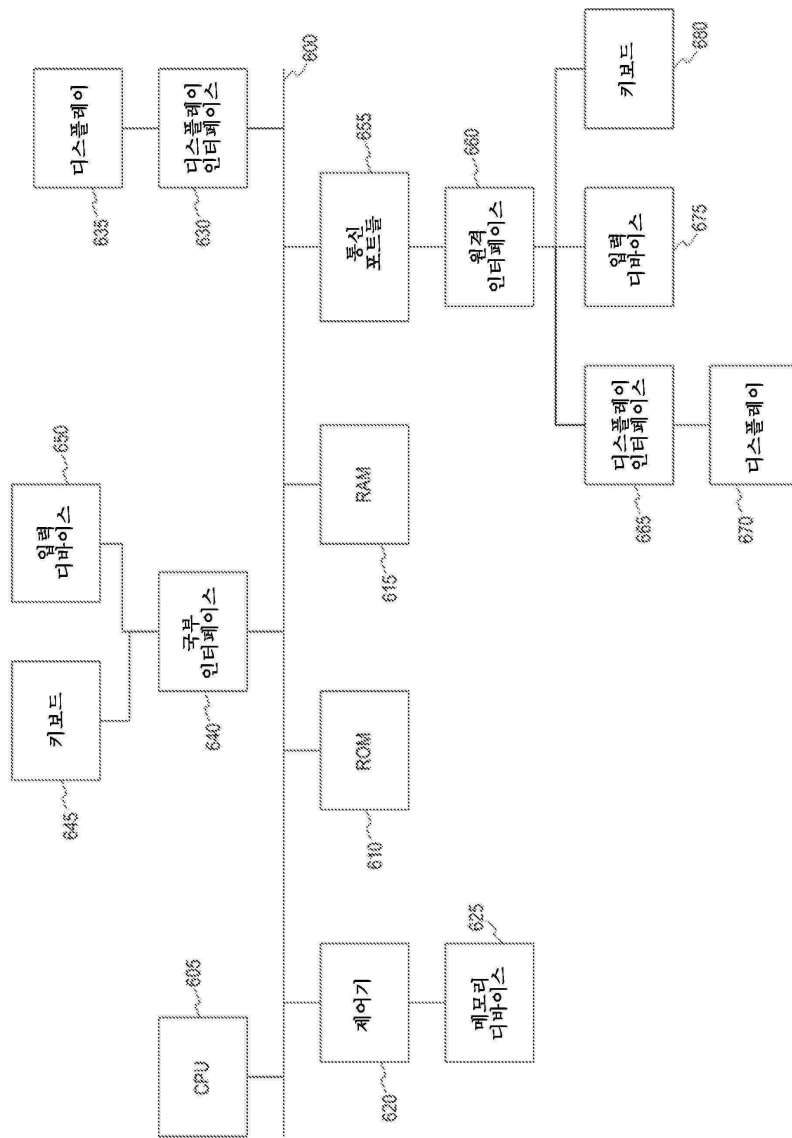 CPU
605
키보드
645
입력
디바이스
650
국부
인터페이스
640
디스플레이
635
디스플레이
인터페이스
630
600
제어기
620
메모리
디바이스
625
ROM
610
RAM
615
통신
포트들
655
원격
인터페이스
660
디스플레이
인터페이스
665
디스플레이
670
입력
디바이스
675
키보드
680